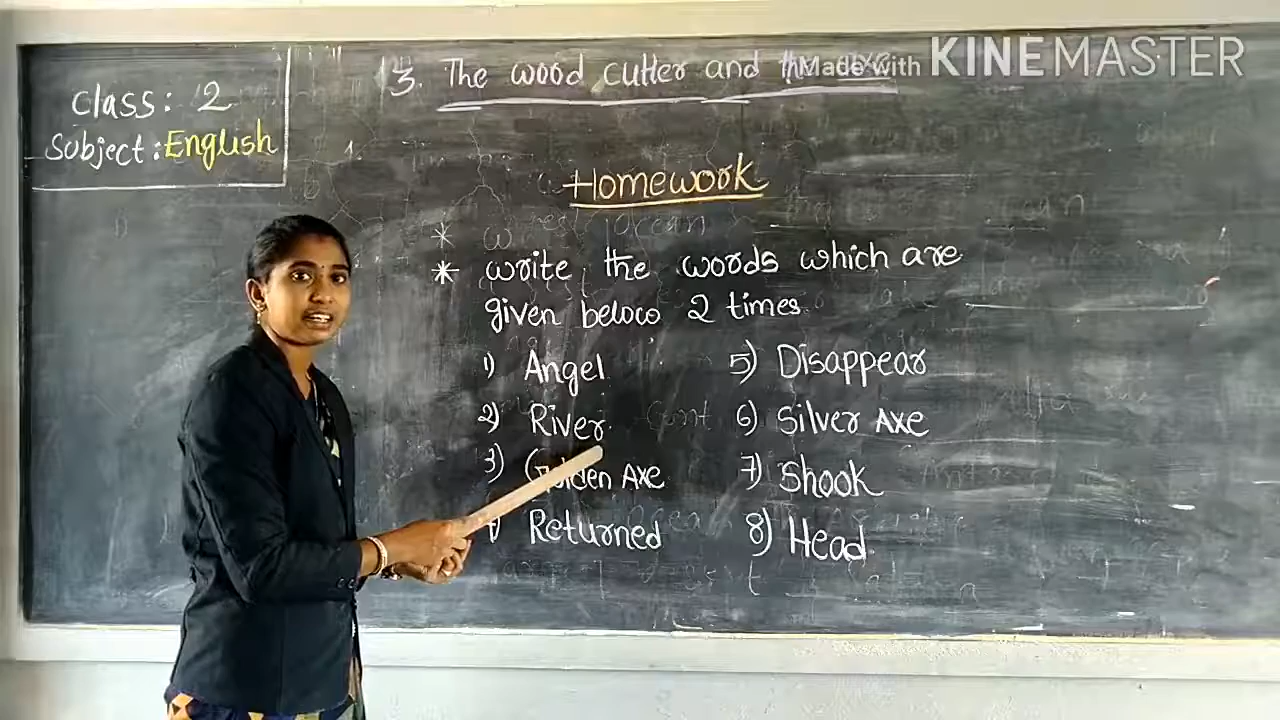 Class: 2
Subject: English
13. The wood cutter and the axe
Made with KINEMASTER
Homework
* write the words which are
given below 2 times.
1) Angel
2) River
3) Golden Axe
Returned
5) Disappear
6) Silver Axe
7) Shook
8) Head